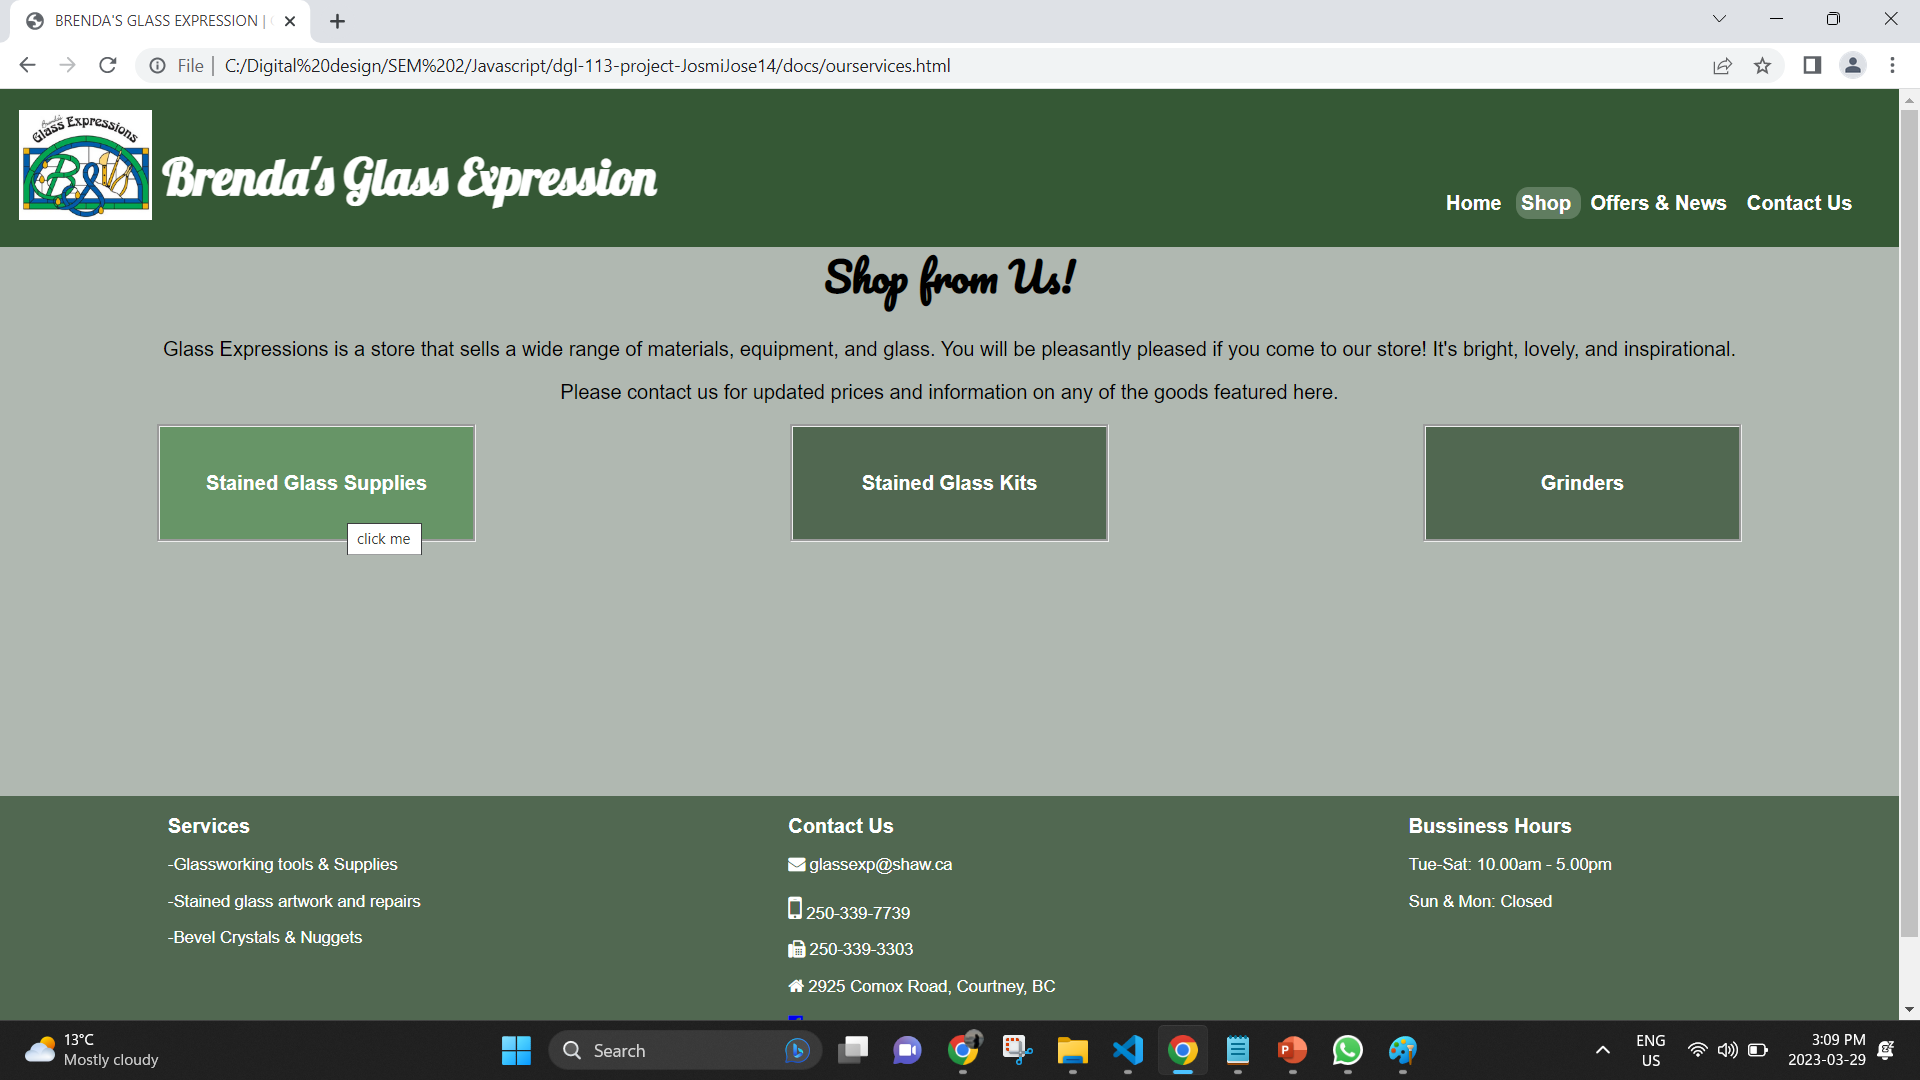 BRENDA'S GLASS EXPRESSION |
File | C:/Digital%20design/SEM%202/Javascript/dgl-113-project-JosmiJose14/docs/ourservices.html
Brenda's
Glass Expressions
Brenda's Glass Expression
Home Shop Offers & News Contact Us
Shop from Us!
Glass Expressions is a store that sells a wide range of materials, equipment, and glass. You will be pleasantly pleased if you come to our store! It's bright, lovely, and inspirational.
Please contact us for updated prices and information on any of the goods featured here.
Stained Glass Supplies
Stained Glass Kits
Grinders
click me
Services
-Glassworking tools & Supplies
-Stained glass artwork and repairs
-Bevel Crystals & Nuggets
Contact Us
glassexp@shaw.ca
250-339-7739
250-339-3303
2925 Comox Road, Courtney, BC
Bussiness Hours
Tue-Sat: 10.00am - 5.00pm
Sun & Mon: Closed
13°C
Mostly cloudy
Search
ENG
US
3:09 PM
2023-03-29